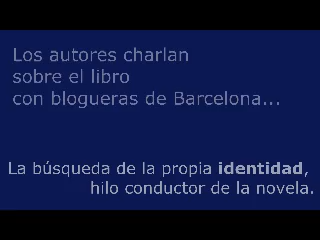 Los autores charlan
sobre el libro
con blogueras de Barcelona...
La búsqueda de la propia identidad,
hilo conductor de la novela.